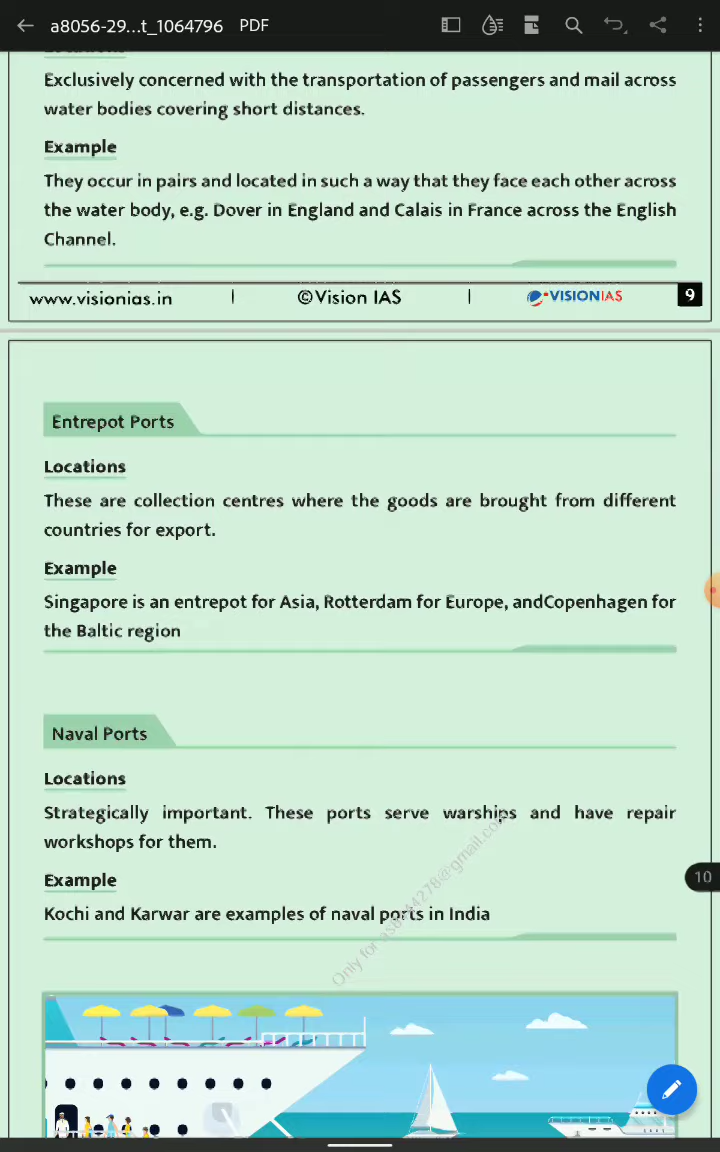 a8056-29...t_1064796 PDF
Exclusively concerned with the transportation of passengers and mail across
water bodies covering short distances.
Example
They occur in pairs and located in such a way that they face each other across
the water body, e.g. Dover in England and Calais in France across the English
Channel.
www.visionias.in | ©Vision IAS | VISIONIAS 9
Entrepot Ports
Locations
These are collection centres where the goods are brought from different
countries for export.
Example
Singapore is an entrepot for Asia, Rotterdam for Europe, andCopenhagen for
the Baltic region
Naval Ports
Locations
Strategically important. These ports serve warships and have repair
workshops for them.
10
Example
Kochi and Karwar are examples of naval ports in India
Only for